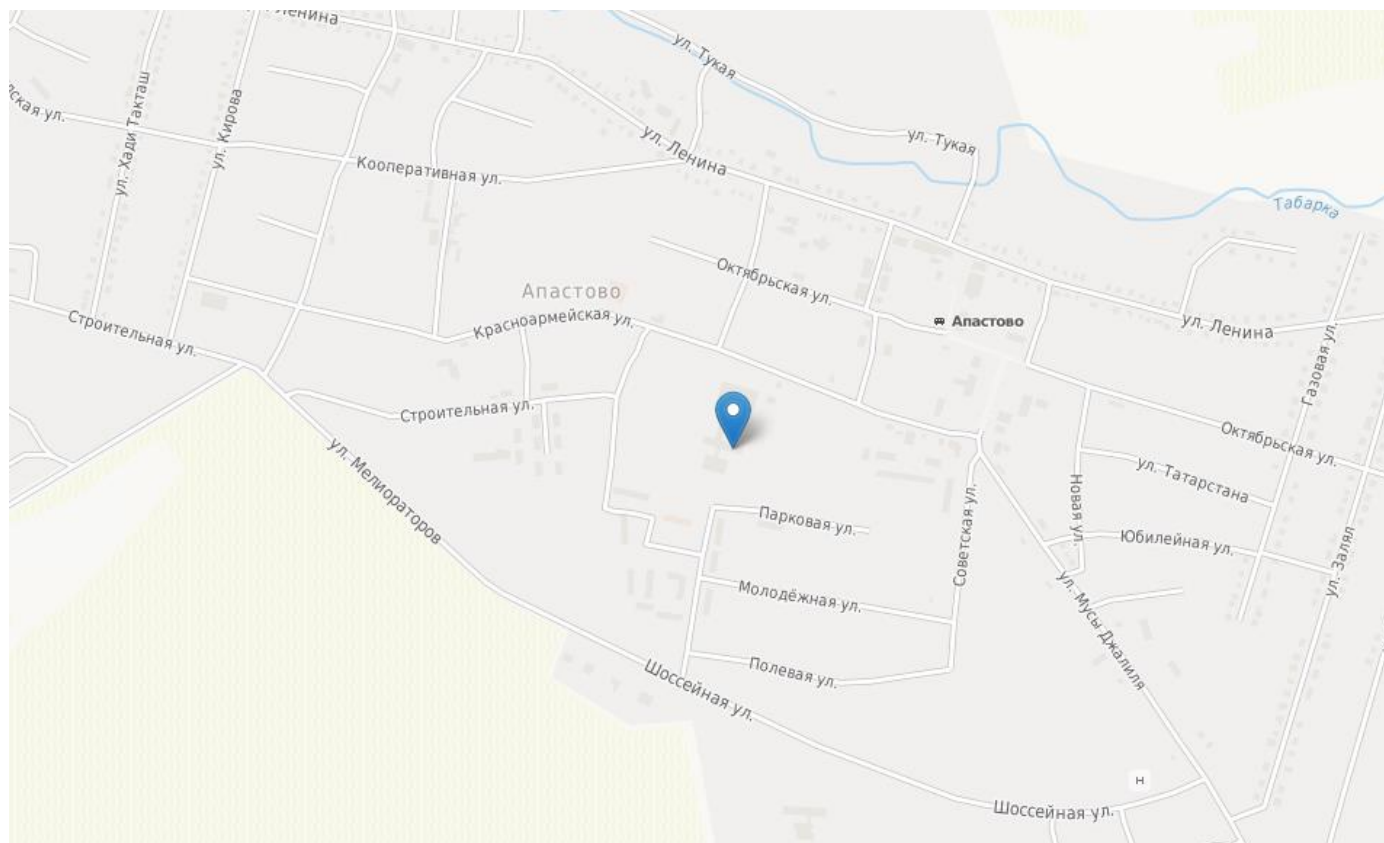 ул. Ленина
ул. Тукая
ул. Хади Такташ
ул. Кирова
ул. Ленина
ул. Тукая
Кооперативная ул.
Табарка
Октябрьская ул.
Апастово
Красноармейская ул.
Апастово
ул. Ленина
Строительная ул.
Газовая ул.
Строительная ул.
Октябрьская ул.
ул. Мелиораторов
ул. Татарстана
Новая ул.
Парковая ул.
Советская ул.
Юбилейная ул.
ул. Залял
Молодёжная ул.
ул. Мусы Джалиля
Полевая ул.
Шоссейная ул.
H
Шоссейная ул.